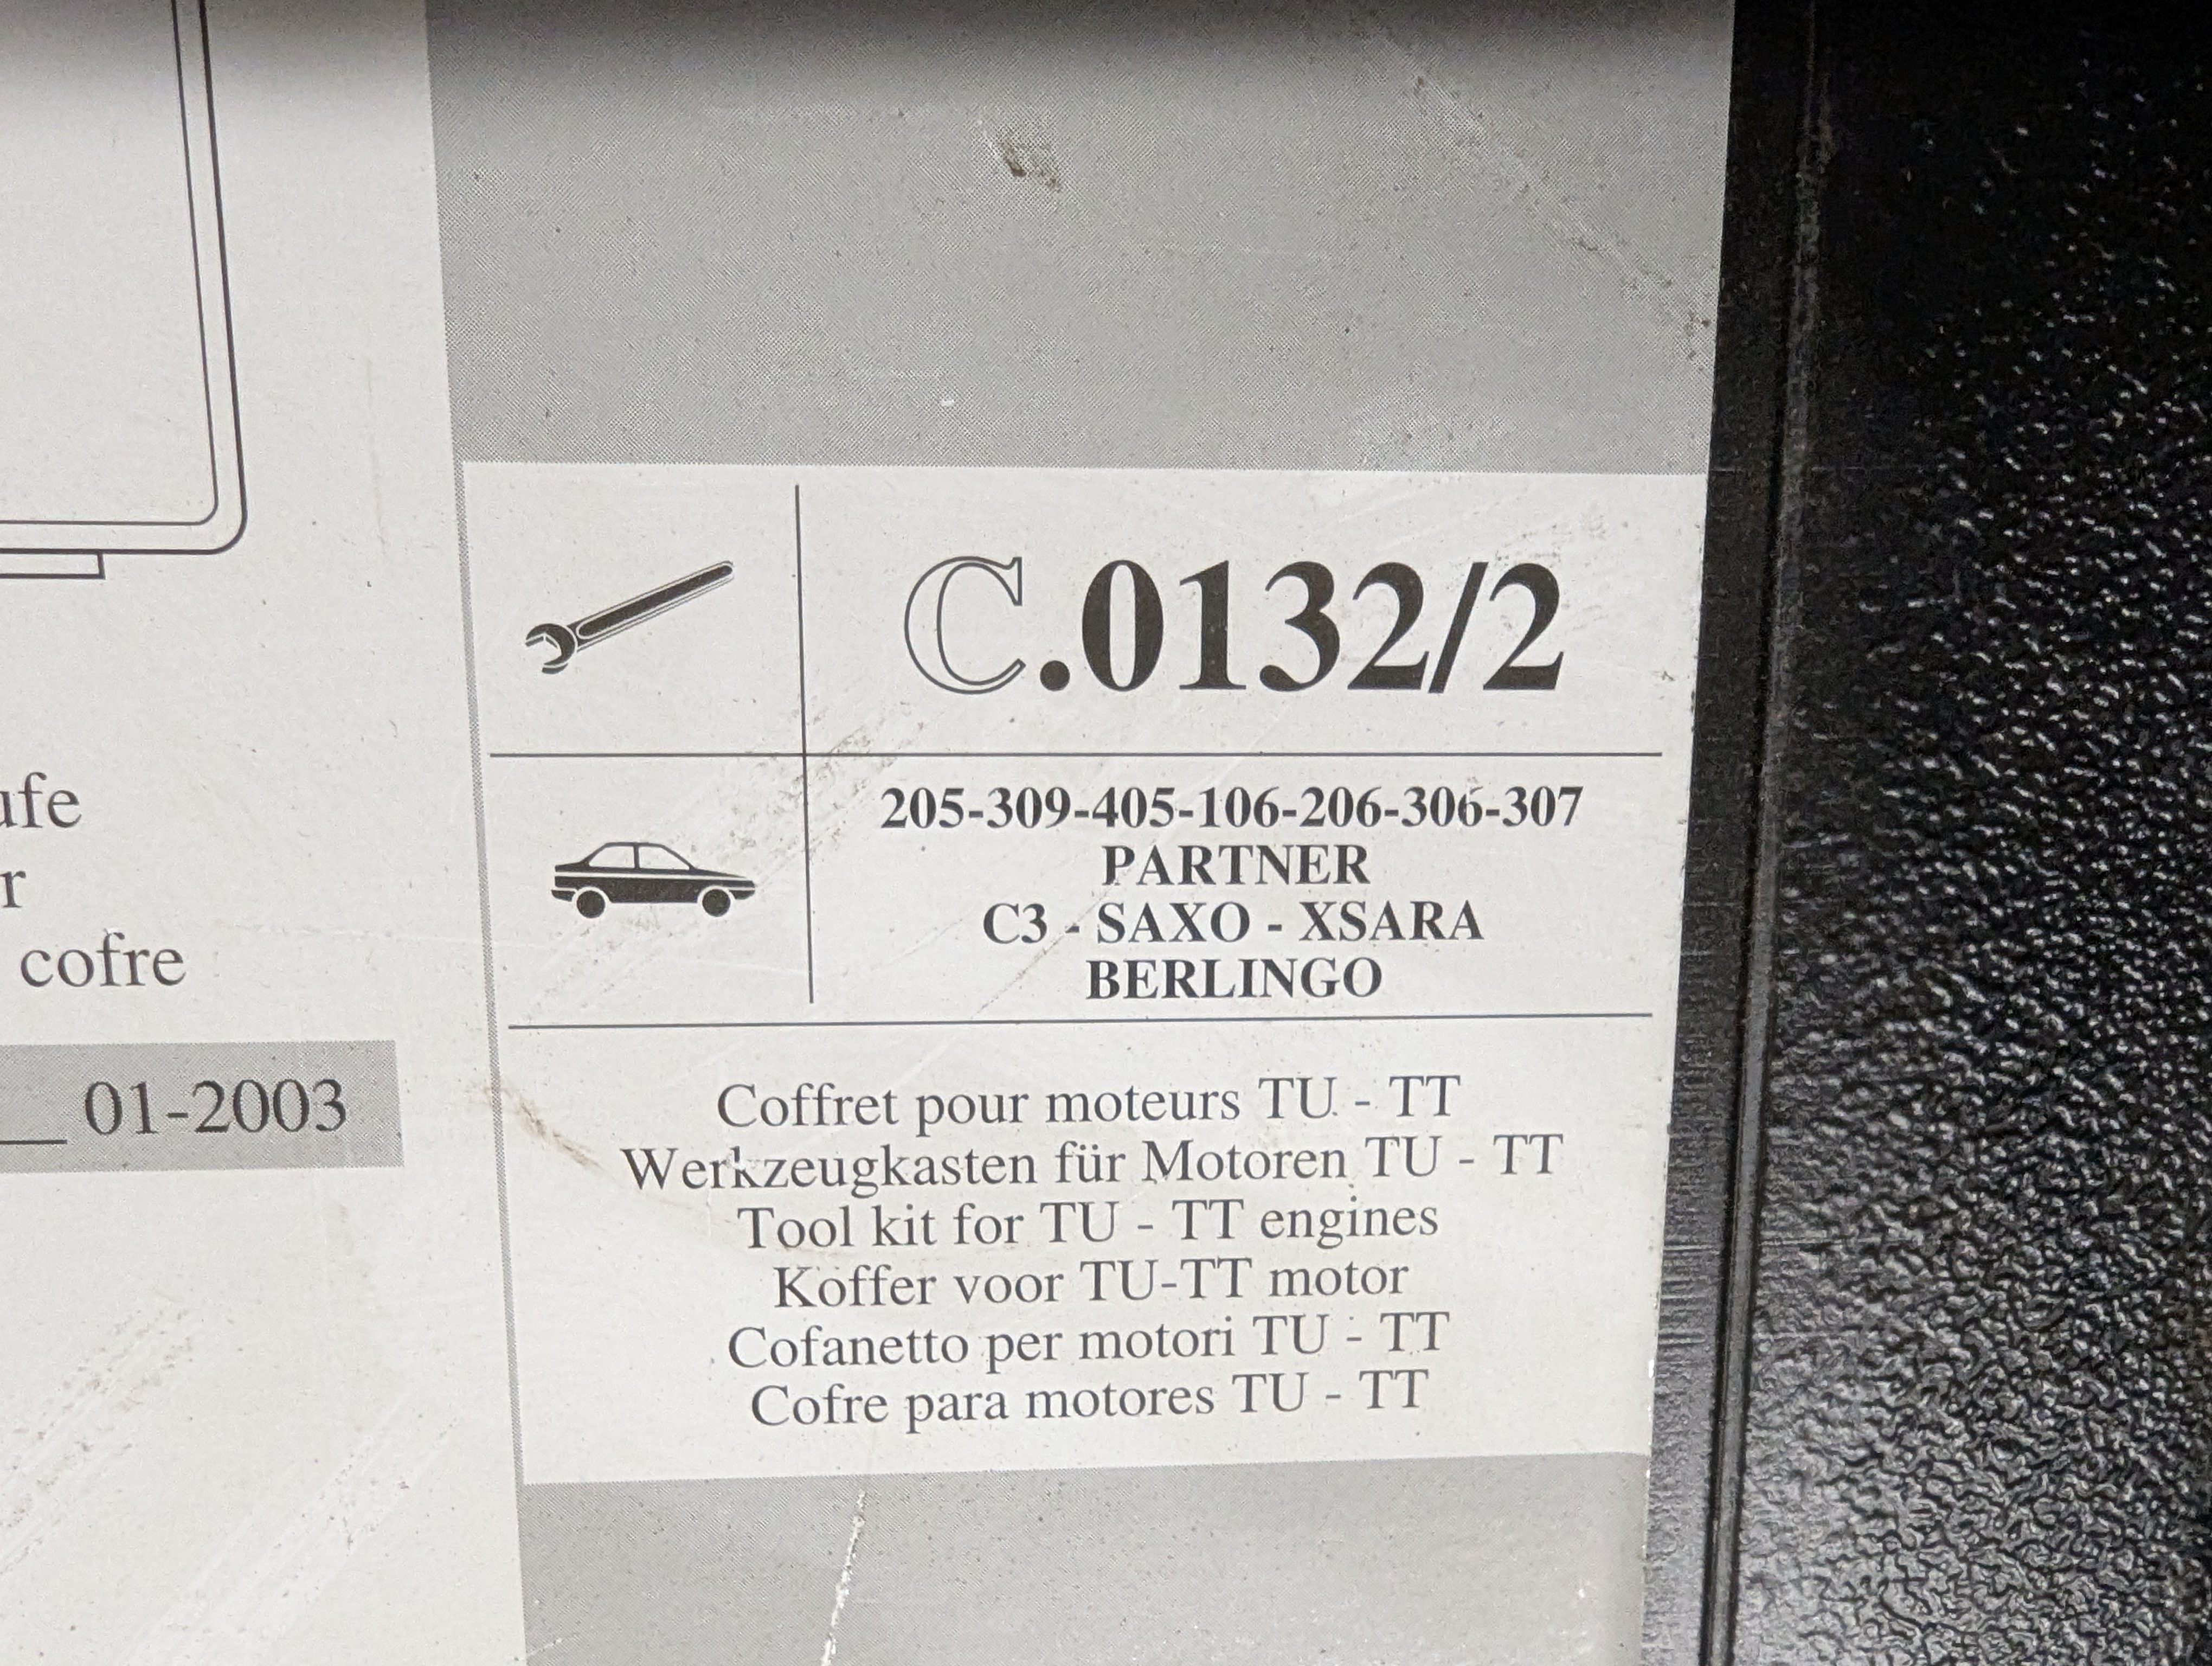 C.0132/2
205-309-405-106-206-306-307
PARTNER
C3 - SAXO - XSARA
BERLINGO
cofre
01-2003
Coffret pour moteurs TU - TT
Werkzeugkasten für Motoren TU - TT
Tool kit for TU - TT engines
Koffer voor TU-TT motor
Cofanetto per motori TU - TT
Cofre para motores TU - TT